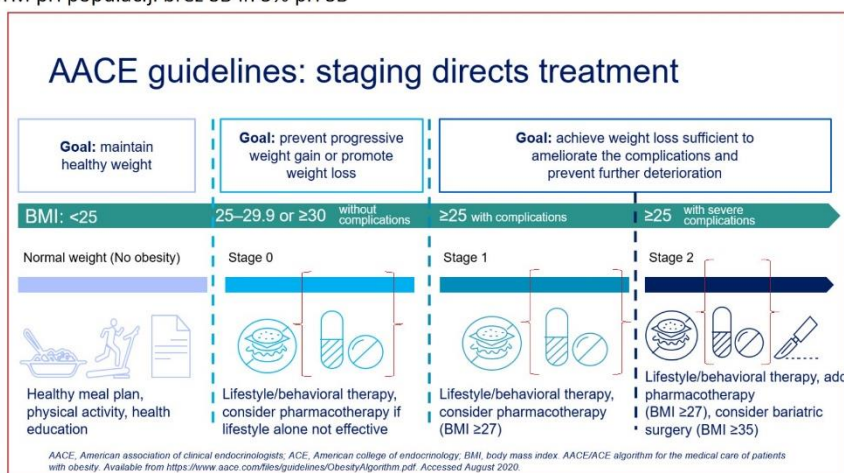 AACE guidelines: staging directs treatment
Goal: maintain
healthy weight
Goal: prevent progressive
weight gain or promote
weight loss
Goal: achieve weight loss sufficient to
ameliorate the complications and
prevent further deterioration
BMI: <25
25–29.9 or ≥30 without
complications
≥25 with complications
≥25 with severe
complications
Normal weight (No obesity)
Stage 0
Stage 1
Stage 2
Healthy meal plan,
physical activity, health
education
Lifestyle/behavioral therapy,
consider pharmacotherapy if
lifestyle alone not effective
Lifestyle/behavioral therapy,
consider pharmacotherapy
(BMI ≥27)
Lifestyle/behavioral therapy, add
pharmacotherapy
(BMI ≥27), consider bariatric
surgery (BMI ≥35)
AACE, American association of clinical endocrinologists; ACE, American college of endocrinology; BMI, body mass index. AACE/ACE algorithm for the medical care of patients
with obesity. Available from https://www.aace.com/files/guidelines/ObesityAlgorithm.pdf. Accessed August 2020.